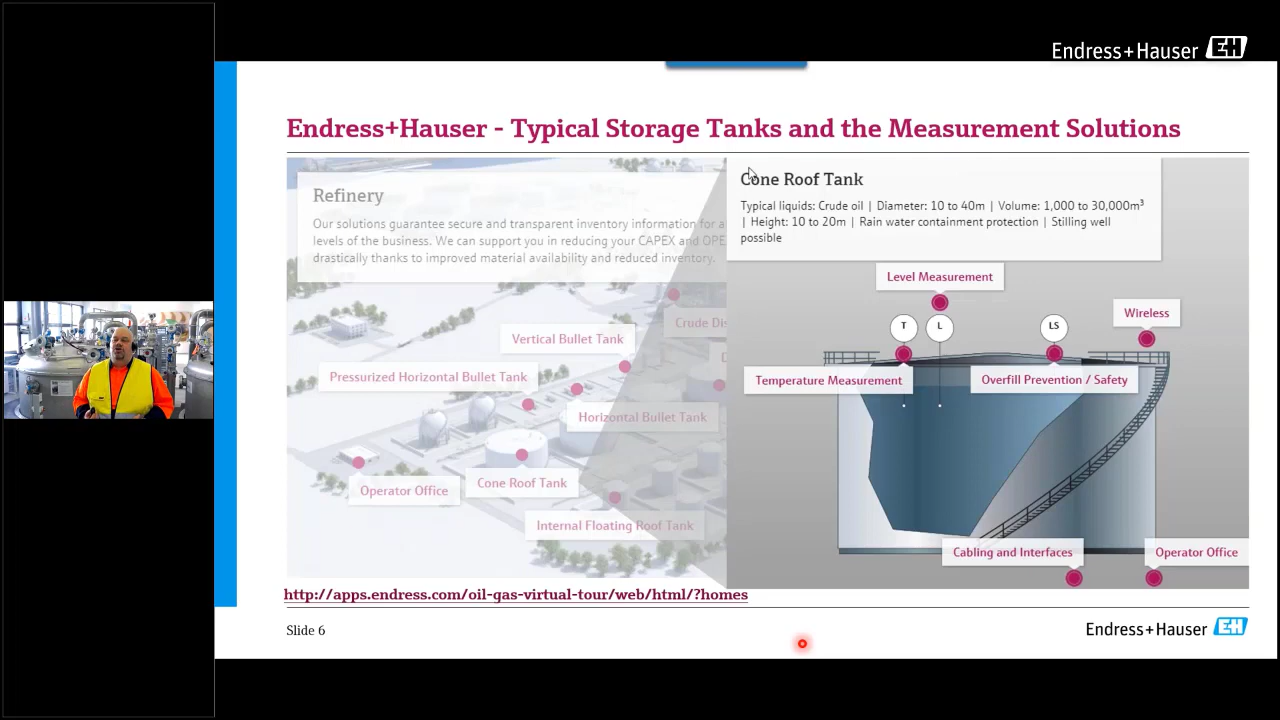 Endress+Hauser EH
Endress+Hauser - Typical Storage Tanks and the Measurement Solutions
Refinery
Our solutions guarantee secure and transparent inventory information for a
levels of the business. We can support you in reducing your CAPEX and OPE
drastically thanks to improved material availability and reduced inventory.
Vertical Bullet Tank
Crude Dis
Pressurized Horizontal Bullet Tank
Horizontal Bullet Tank
Operator Office
Cone Roof Tank
Internal Floating Roof Tank
Cone Roof Tank
Typical liquids: Crude oil | Diameter: 10 to 40m | Volume: 1,000 to 30,000m³
| Height: 10 to 20m | Rain water containment protection | Stilling well
possible
Level Measurement
Wireless
T
L
LS
Temperature Measurement
Overfill Prevention / Safety
Cabling and Interfaces
Operator Office
http://apps.endress.com/oil-gas-virtual-tour/web/html/?homes
Slide 6
Endress+Hauser EH